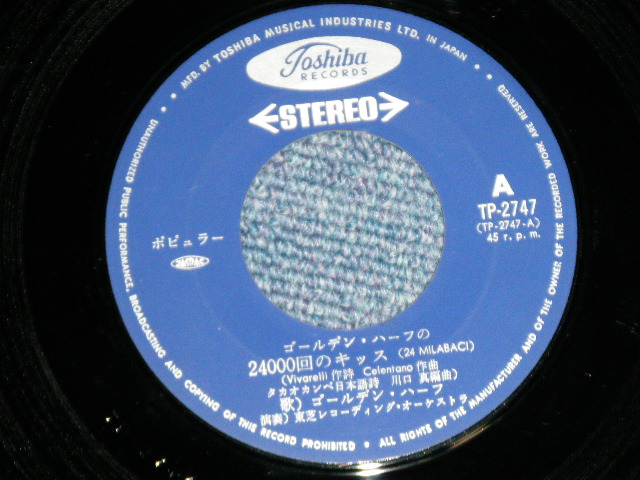 MFD. BY TOSHIBA MUSICAL INDUSTRIES LTD. IN JAPAN
ALL RIGHTS OF THE MANUFACTURER AND OF THE OWNER OF THE RECORDED WORK ARE RESERVED
UNAUTHORIZED PUBLIC PERFORMANCE, BROADCASTING AND COPYING OF THIS RECORD PROHIBITED
Toshiba
RECORDS
STEREO
A
TP-2747
(TP-2747-A)
45 r. p. m.
ポピュラー
JASRAC
ゴールデン・ハーフの
24000回のキッス (24 MILABACI)
(Vivarelli 作詩 Celentano 作曲
タカオカンベ日本語詩 川口 真編曲)
歌) ゴールデン・ハーフ
演奏) 東芝レコーディング・オーケストラ